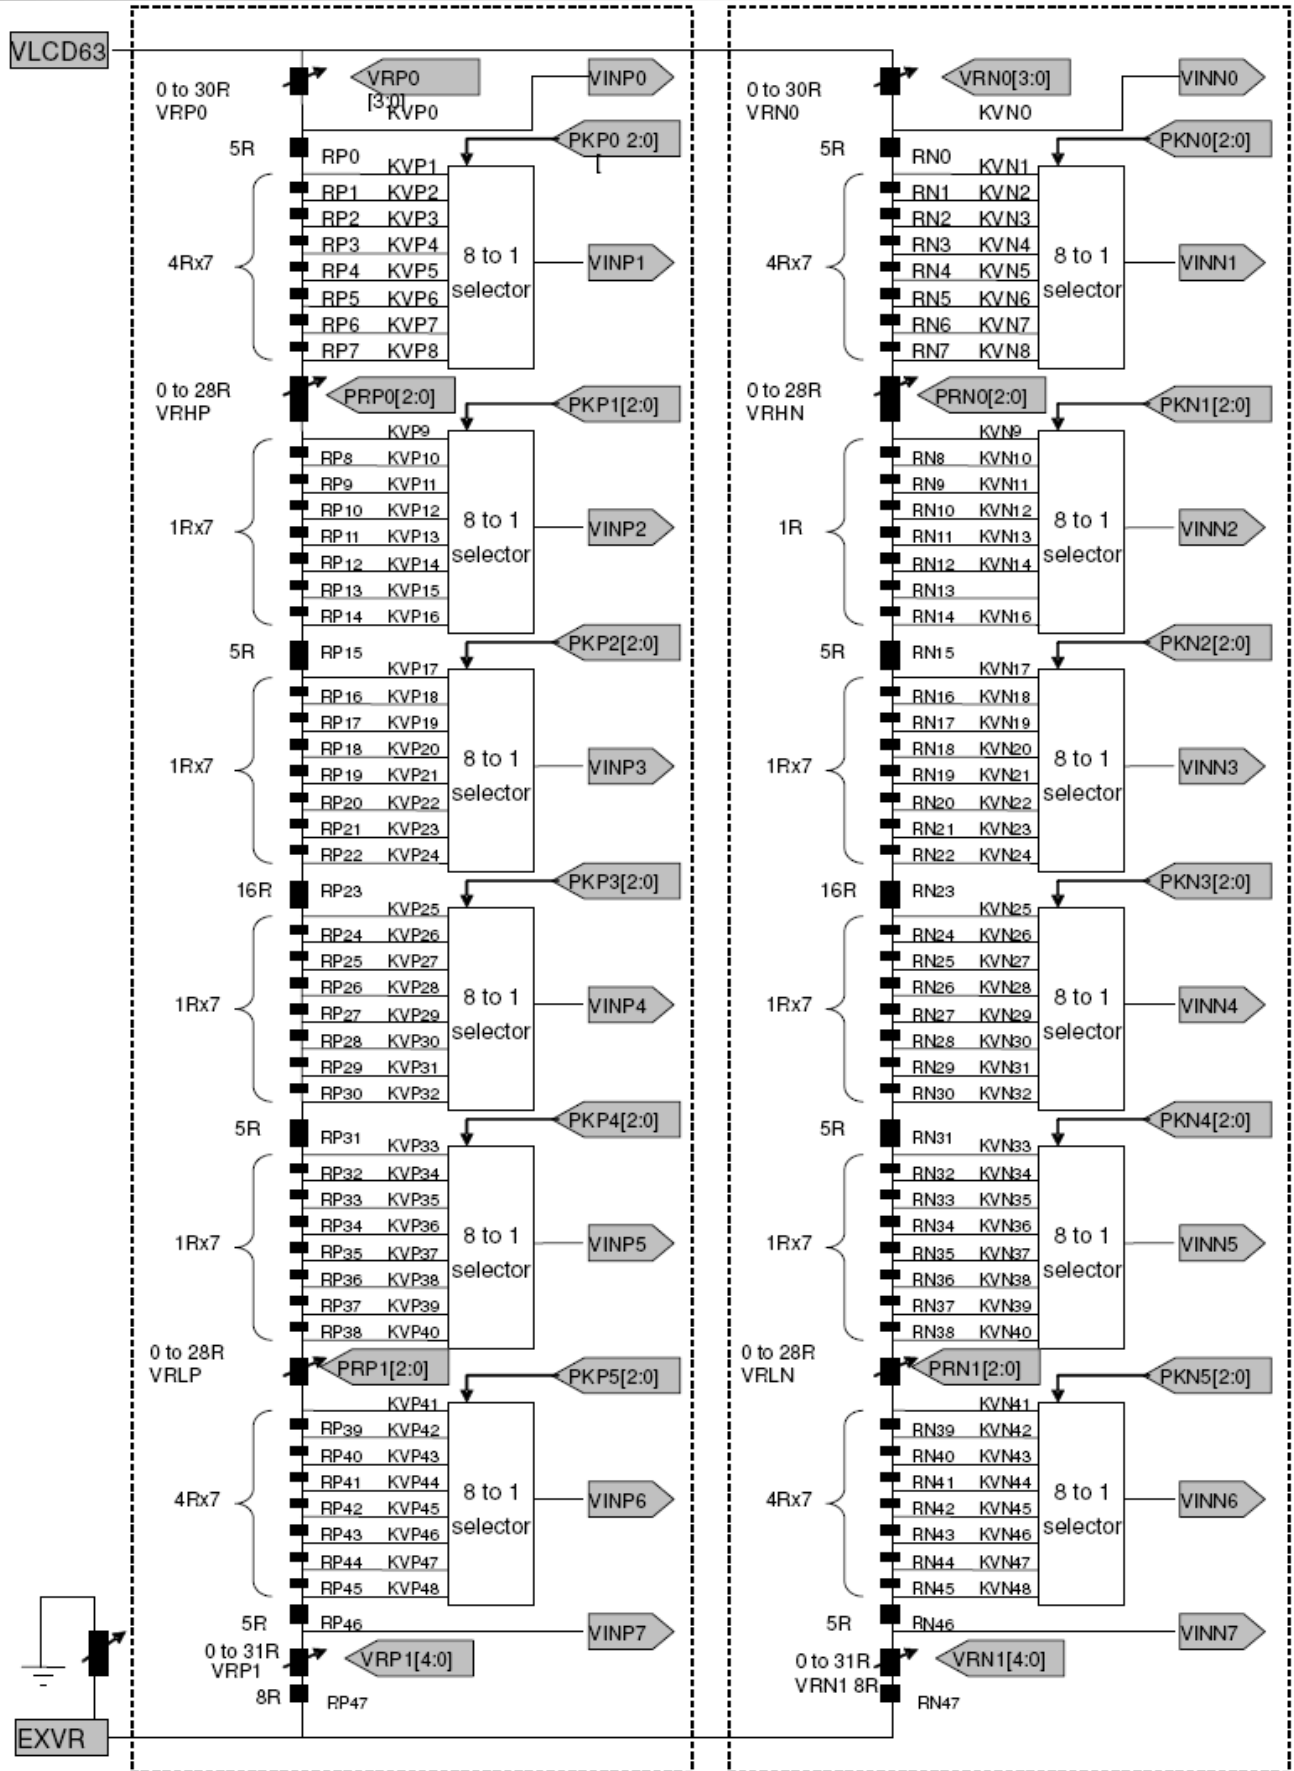 VLCD63
0 to 30R
VRP0
VRP0
[3:0]
KVP0
VINP0
PKP0 2:0]
[
5R
RP0
KVP1
RP1 KVP2
RP2 KVP3
RP3 KVP4
RP4 KVP5
RP5 KVP6
RP6 KVP7
RP7 KVP8
4Rx7
8 to 1
selector
VINP1
0 to 28R
VRHP
PRP0[2:0]
PKP1[2:0]
KVP9
RP8 KVP10
RP9 KVP11
RP10 KVP12
RP11 KVP13
RP12 KVP14
RP13 KVP15
RP14 KVP16
1Rx7
8 to 1
selector
VINP2
5R
RP15
PKP2[2:0]
KVP17
RP16 KVP18
RP17 KVP19
RP18 KVP20
RP19 KVP21
RP20 KVP22
RP21 KVP23
RP22 KVP24
1Rx7
8 to 1
selector
VINP3
16R
RP23
PKP3[2:0]
KVP25
RP24 KVP26
RP25 KVP27
RP26 KVP28
RP27 KVP29
RP28 KVP30
RP29 KVP31
RP30 KVP32
1Rx7
8 to 1
selector
VINP4
5R
RP31
PKP4[2:0]
KVP33
RP32 KVP34
RP33 KVP35
RP34 KVP36
RP35 KVP37
RP36 KVP38
RP37 KVP39
RP38 KVP40
1Rx7
8 to 1
selector
VINP5
0 to 28R
VRLP
PRP1[2:0]
PKP5[2:0]
KVP41
RP39 KVP42
RP40 KVP43
RP41 KVP44
RP42 KVP45
RP43 KVP46
RP44 KVP47
RP45 KVP48
4Rx7
8 to 1
selector
VINP6
5R
RP46
VINP7
0 to 31R
VRP1
VRP1[4:0]
8R
RP47
EXVR
0 to 30R
VRN0
VRN0[3:0]
KVN0
VINN0
PKN0[2:0]
5R
RN0
KVN1
RN1 KVN2
RN2 KVN3
RN3 KVN4
RN4 KVN5
RN5 KVN6
RN6 KVN7
RN7 KVN8
4Rx7
8 to 1
selector
VINN1
0 to 28R
VRHN
PRN0[2:0]
PKN1[2:0]
KVN9
RN8 KVN10
RN9 KVN11
RN10 KVN12
RN11 KVN13
RN12 KVN14
RN13
RN14 KVN16
1R
8 to 1
selector
VINN2
5R
RN15
PKN2[2:0]
KVN17
RN16 KVN18
RN17 KVN19
RN18 KVN20
RN19 KVN21
RN20 KVN22
RN21 KVN23
RN22 KVN24
1Rx7
8 to 1
selector
VINN3
16R
RN23
PKN3[2:0]
KVN25
RN24 KVN26
RN25 KVN27
RN26 KVN28
RN27 KVN29
RN28 KVN30
RN29 KVN31
RN30 KVN32
1Rx7
8 to 1
selector
VINN4
5R
RN31
PKN4[2:0]
KVN33
RN32 KVN34
RN33 KVN35
RN34 KVN36
RN35 KVN37
RN36 KVN38
RN37 KVN39
RN38 KVN40
1Rx7
8 to 1
selector
VINN5
0 to 28R
VRLN
PRN1[2:0]
PKN5[2:0]
KVN41
RN39 KVN42
RN40 KVN43
RN41 KVN44
RN42 KVN45
RN43 KVN46
RN44 KVN47
RN45 KVN48
4Rx7
8 to 1
selector
VINN6
5R
RN46
VINN7
0 to 31R
VRN1 8R
VRN1[4:0]
RN47